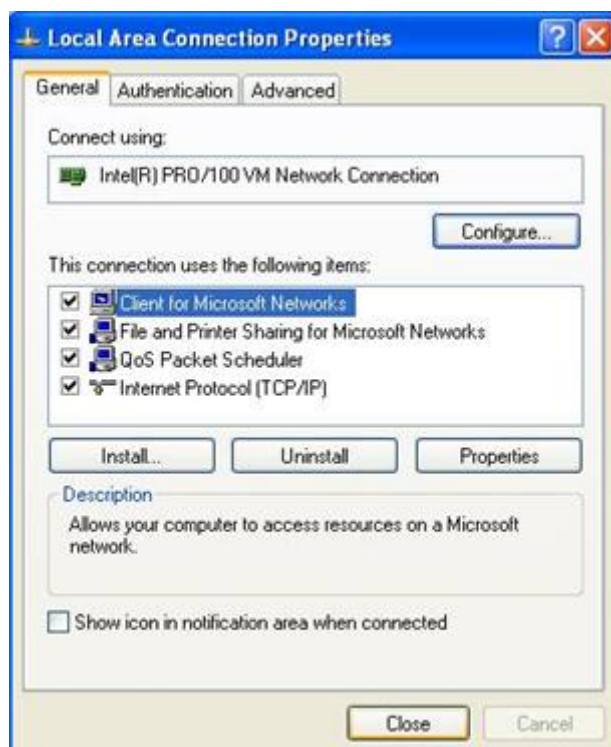 Local Area Connection Properties
General Authentication Advanced
Connect using:
Intel(R) PRO/100 VM Network Connection
Configure...
This connection uses the following items:
Client for Microsoft Networks
File and Printer Sharing for Microsoft Networks
QoS Packet Scheduler
Internet Protocol (TCP/IP)
Install... Uninstall Properties
Description
Allows your computer to access resources on a Microsoft
network.
Show icon in notification area when connected
Close Cancel